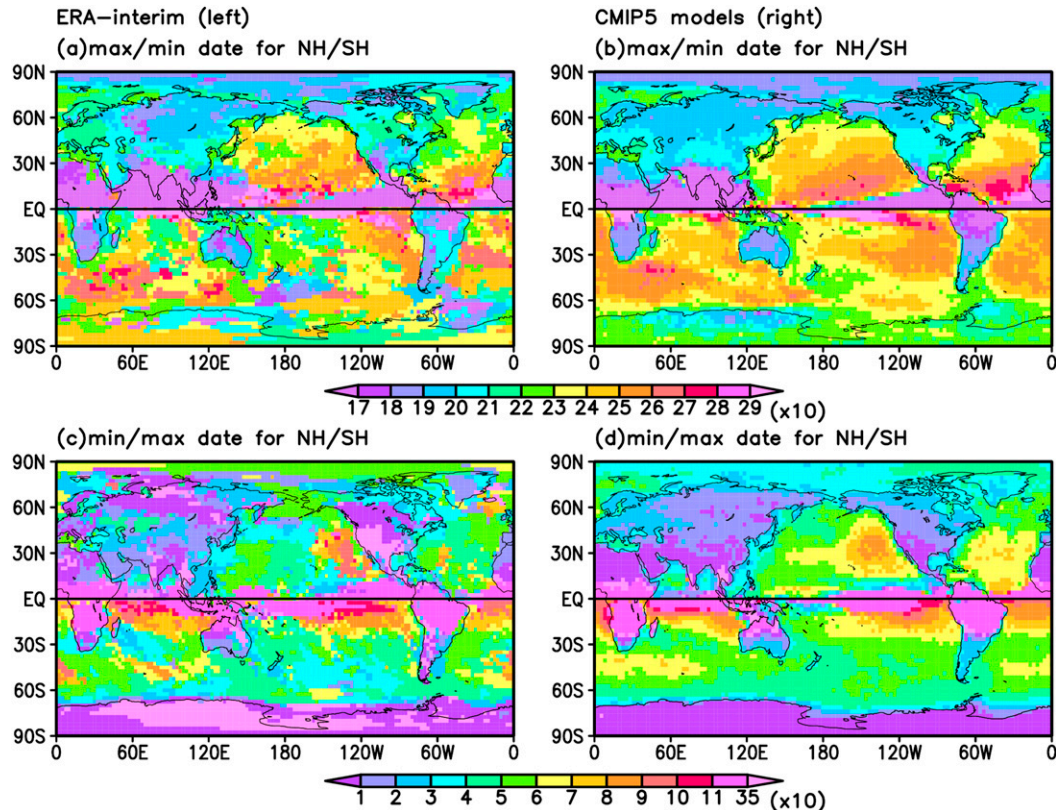 ERA-interim (left) CMIP5 models (right)
(a)max/min date for NH/SH (b)max/min date for NH/SH
90N 90N
60N 60N
30N 30N
EQ EQ
30S 30S
60S 60S
90S 90S
0 60E 120E 180 120W 60W 0 0 60E 120E 180 120W 60W 0
17 18 19 20 21 22 23 24 25 26 27 28 29 (x10)
(c)min/max date for NH/SH (d)min/max date for NH/SH
90N 90N
60N 60N
30N 30N
EQ EQ
30S 30S
60S 60S
90S 90S
0 60E 120E 180 120W 60W 0 0 60E 120E 180 120W 60W 0
1 2 3 4 5 6 7 8 9 10 11 35 (x10)